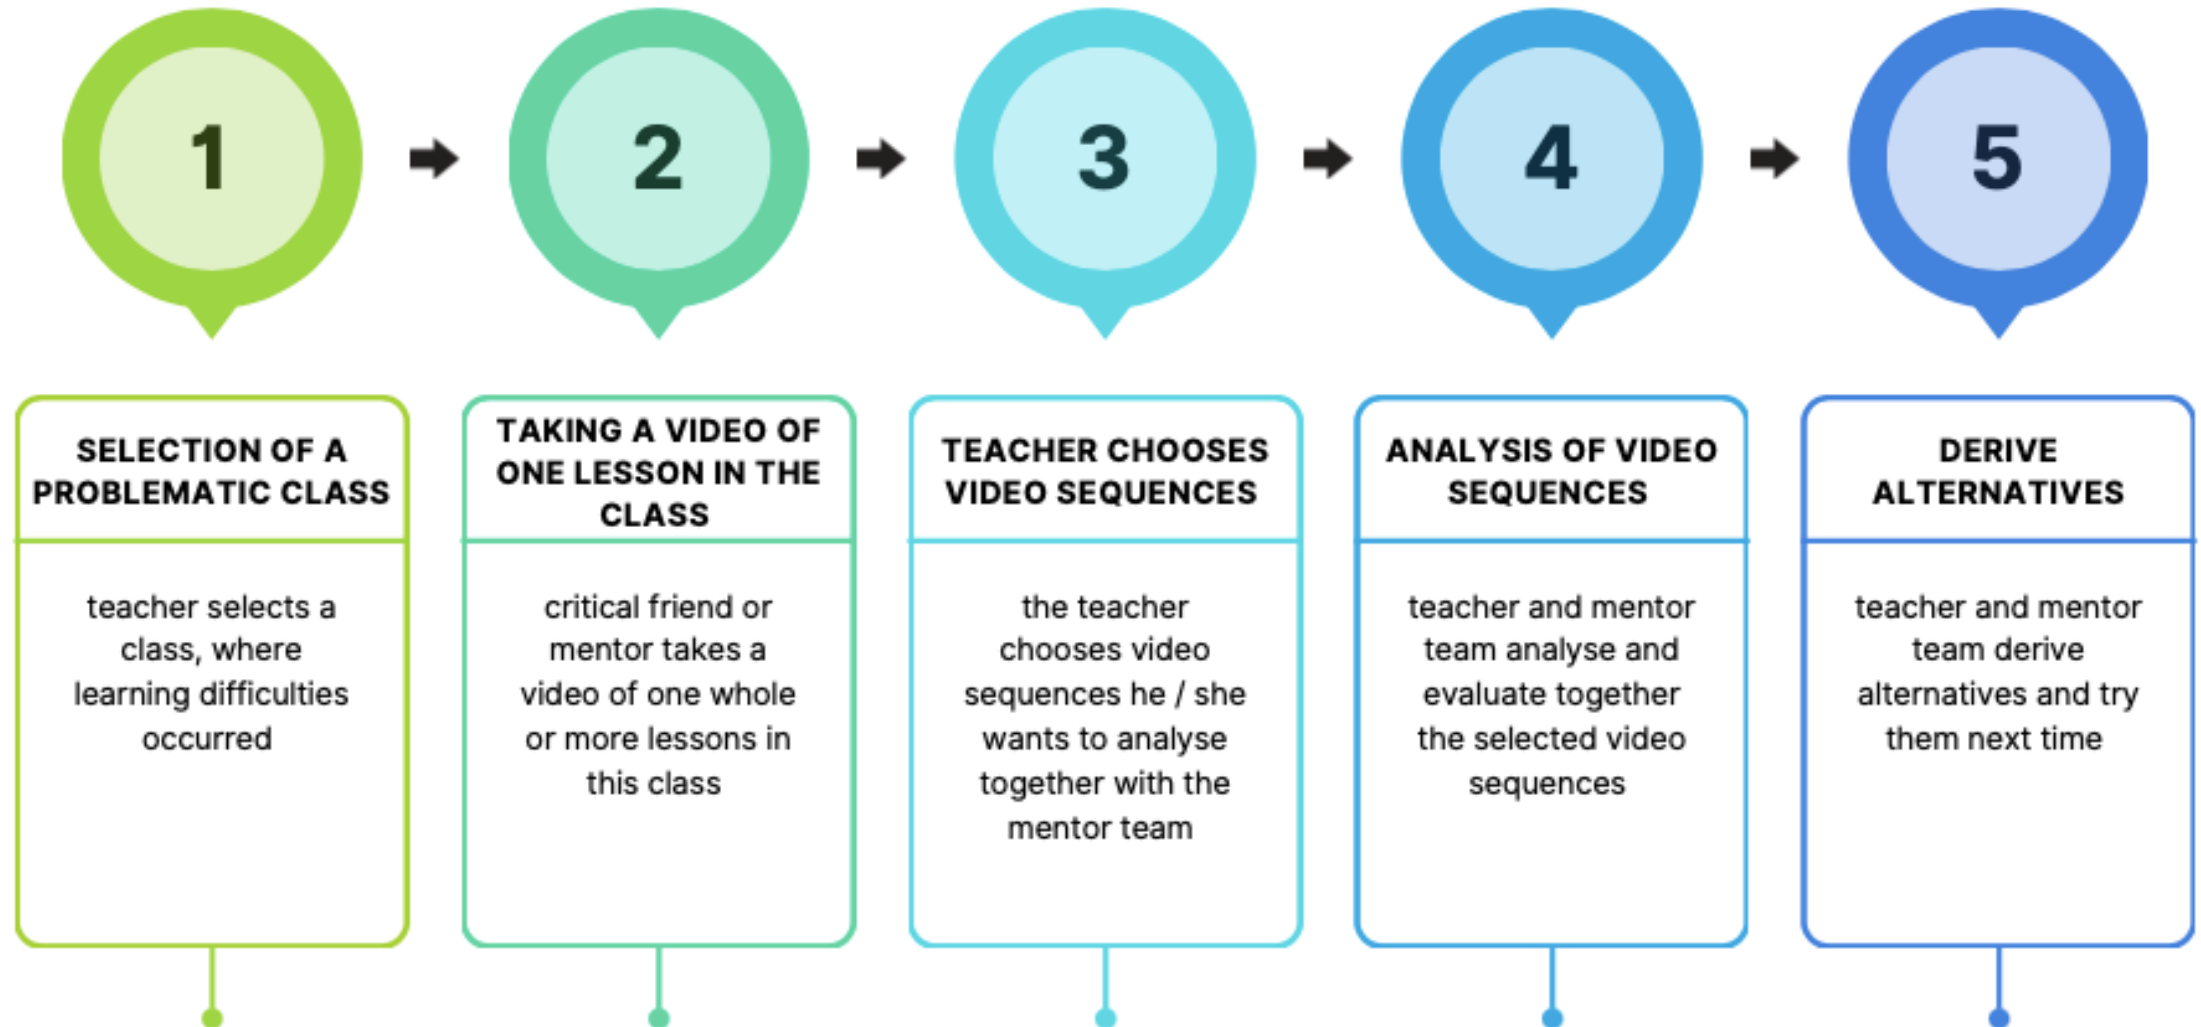 1
2
3
4
5
SELECTION OF A
PROBLEMATIC CLASS
teacher selects a
class, where
learning difficulties
occurred
TAKING A VIDEO OF
ONE LESSON IN THE
CLASS
critical friend or
mentor takes a
video of one whole
or more lessons in
this class
TEACHER CHOOSES
VIDEO SEQUENCES
the teacher
chooses video
sequences he / she
wants to analyse
together with the
mentor team
ANALYSIS OF VIDEO
SEQUENCES
teacher and mentor
team analyse and
evaluate together
the selected video
sequences
DERIVE
ALTERNATIVES
teacher and mentor
team derive
alternatives and try
them next time